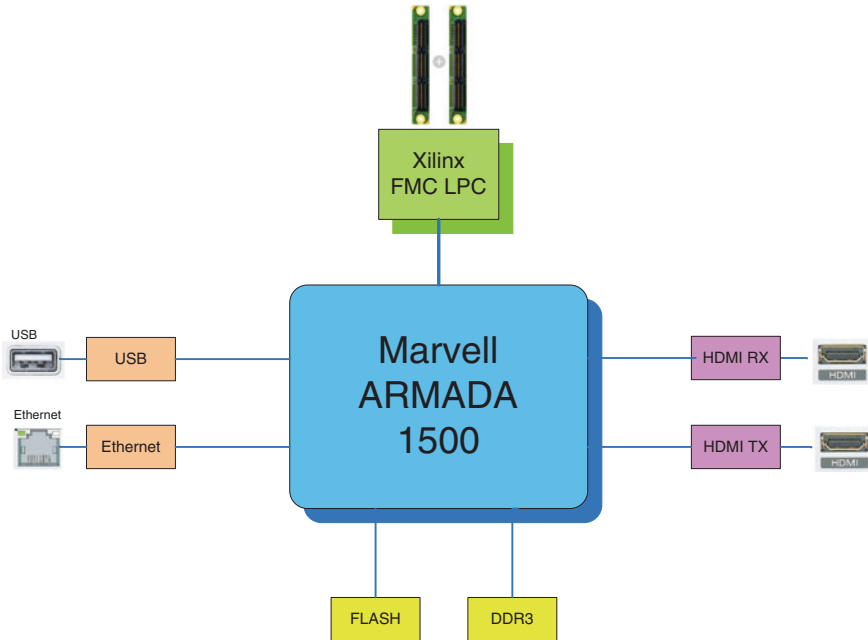 Xilinx
FMC LPC
USB
USB
Marvell
ARMADA
1500
HDMI RX
HDMI
Ethernet
Ethernet
HDMI TX
HDMI
FLASH
DDR3